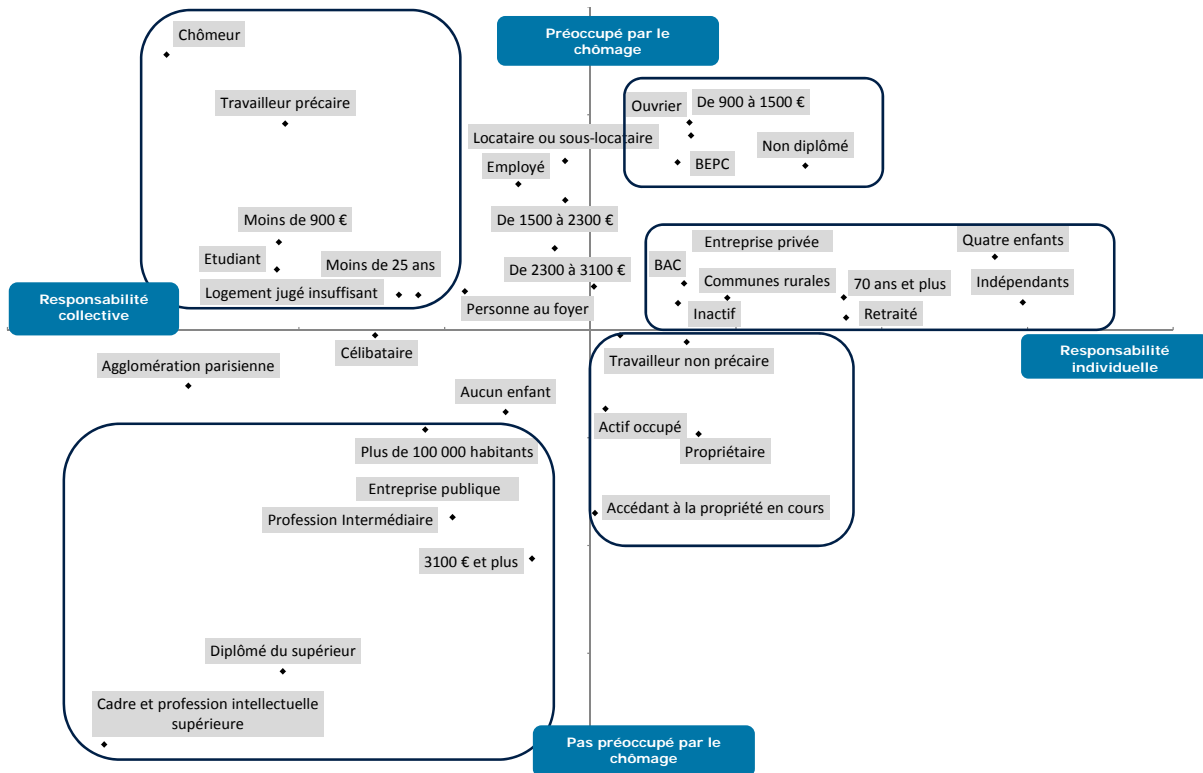 Chômeur
Préoccupé par le
chômage
Travailleur précaire
Ouvrier
De 900 à 1500 €
Locataire ou sous-locataire
Non diplômé
Employé
BEPC
Moins de 900 €
De 1500 à 2300 €
Entreprise privée
Quatre enfants
Etudiant
Moins de 25 ans
De 2300 à 3100 €
BAC
Communes rurales
70 ans et plus
Indépendants
Responsabilité
collective
Logement jugé insuffisant
Personne au foyer
Inactif
Retraité
Célibataire
Travailleur non précaire
Responsabilité
individuelle
Agglomération parisienne
Aucun enfant
Actif occupé
Plus de 100 000 habitants
Propriétaire
Entreprise publique
Profession Intermédiaire
Accédant à la propriété en cours
3100 € et plus
Diplômé du supérieur
Cadre et profession intellectuelle
supérieure
Pas préoccupé par le
chômage